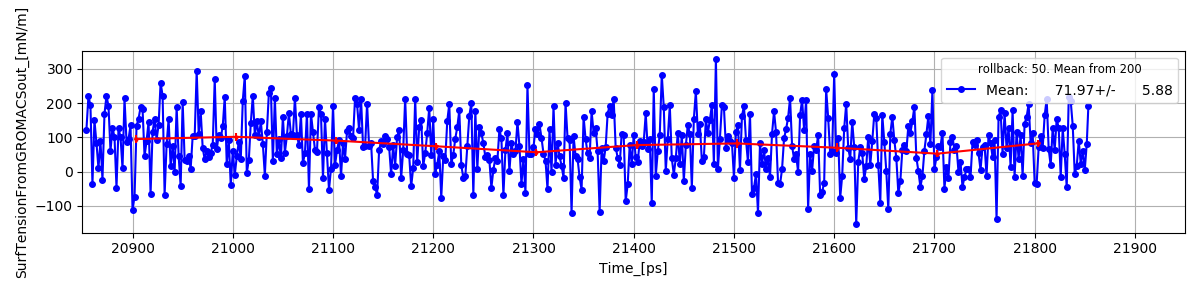 SurfTensionFromGROMACSout_[mN/m]
300
200
100
0
−100
rollback: 50. Mean from 200
Mean: 71.97+/- 5.88
20900 21000 21100 21200 21300 21400 21500 21600 21700 21800 21900
Time_[ps]